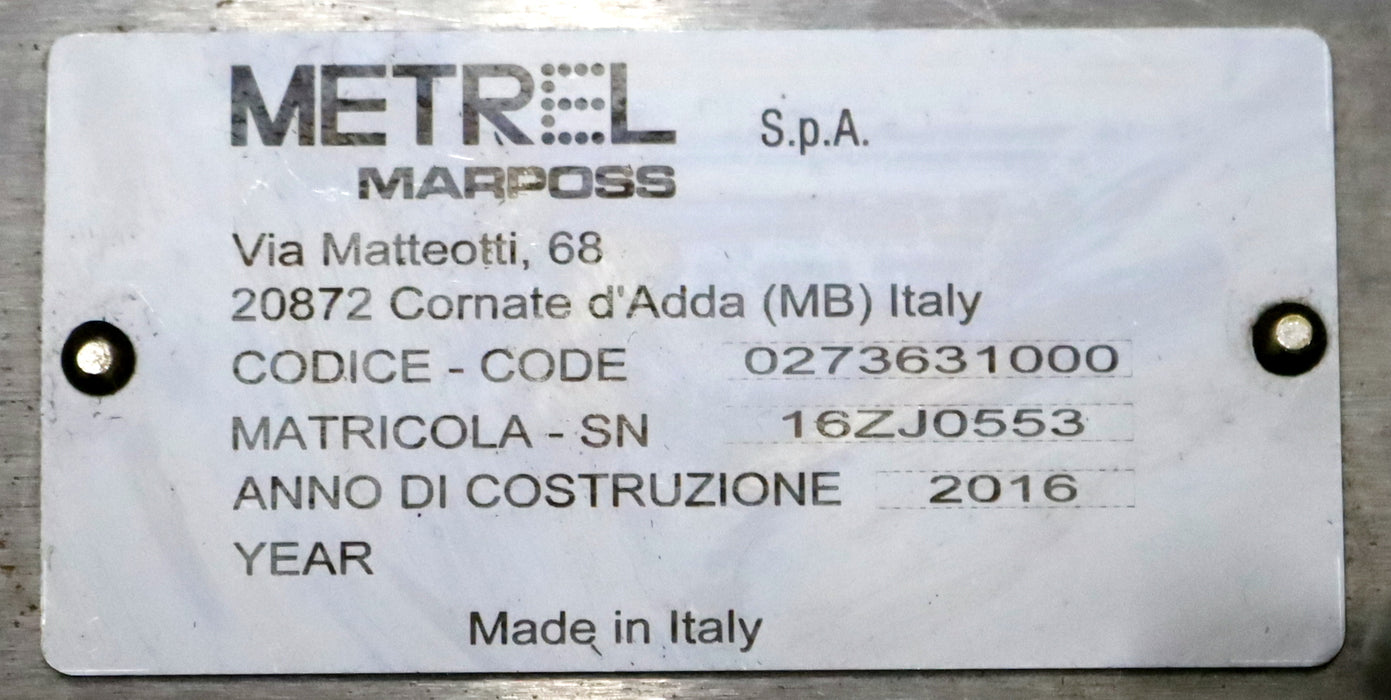 METREL S.p.A.
MARPOSS
Via Matteotti, 68
20872 Cornate d'Adda (MB) Italy
CODICE - CODE 0273631000
MATRICOLA - SN 16ZJ0553
ANNO DI COSTRUZIONE 2016
YEAR
Made in Italy